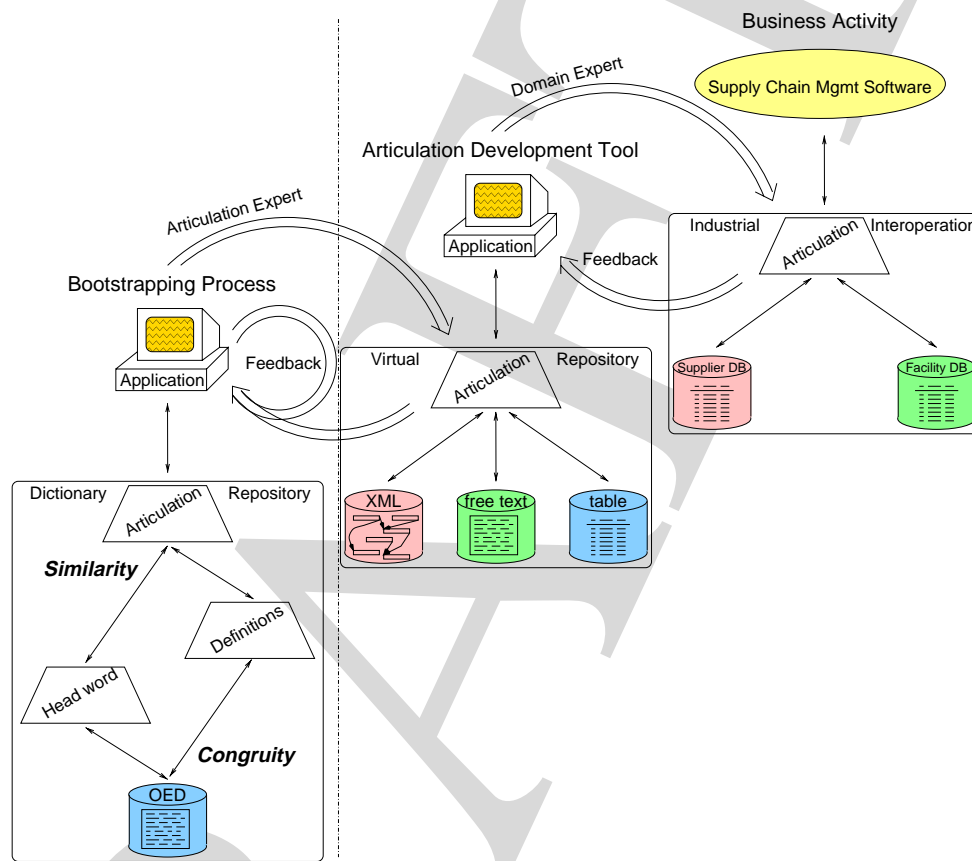 Business Activity
Supply Chain Mgmt Software
Domain Expert
Articulation Development Tool
Application
Articulation Expert
Feedback
Industrial
Articulation
Interoperation
Supplier DB
Facility DB
Bootstrapping Process
Application
Feedback
Virtual
Articulation
Repository
XML
free text
table
Dictionary
Articulation
Repository
Similarity
Definitions
Head word
Congruity
OED